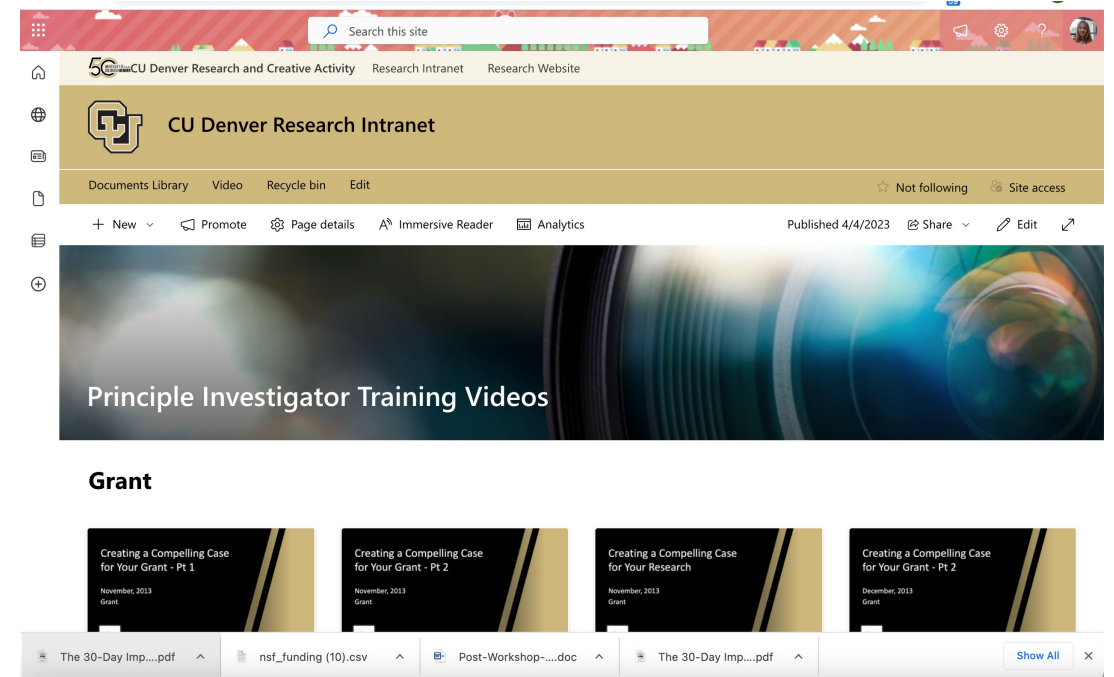 Search this site
?
CU Denver Research and Creative Activity Research Intranet Research Website
CU Denver Research Intranet
Documents Library Video Recycle bin Edit Not following Site access
New Promote Page details Immersive Reader Analytics Published 4/4/2023 Share Edit
Principle Investigator Training Videos
Grant
Creating a Compelling Case
for Your Grant - Pt 1
November, 2013
Grant
Creating a Compelling Case
for Your Grant - Pt 2
November, 2013
Grant
Creating a Compelling Case
for Your Research
November, 2013
Grant
Creating a Compelling Case
for Your Grant - Pt 2
December, 2013
Grant
The 30-Day Imp....pdf nsf_funding (10).csv Post-Workshop-....doc The 30-Day Imp....pdf Show All